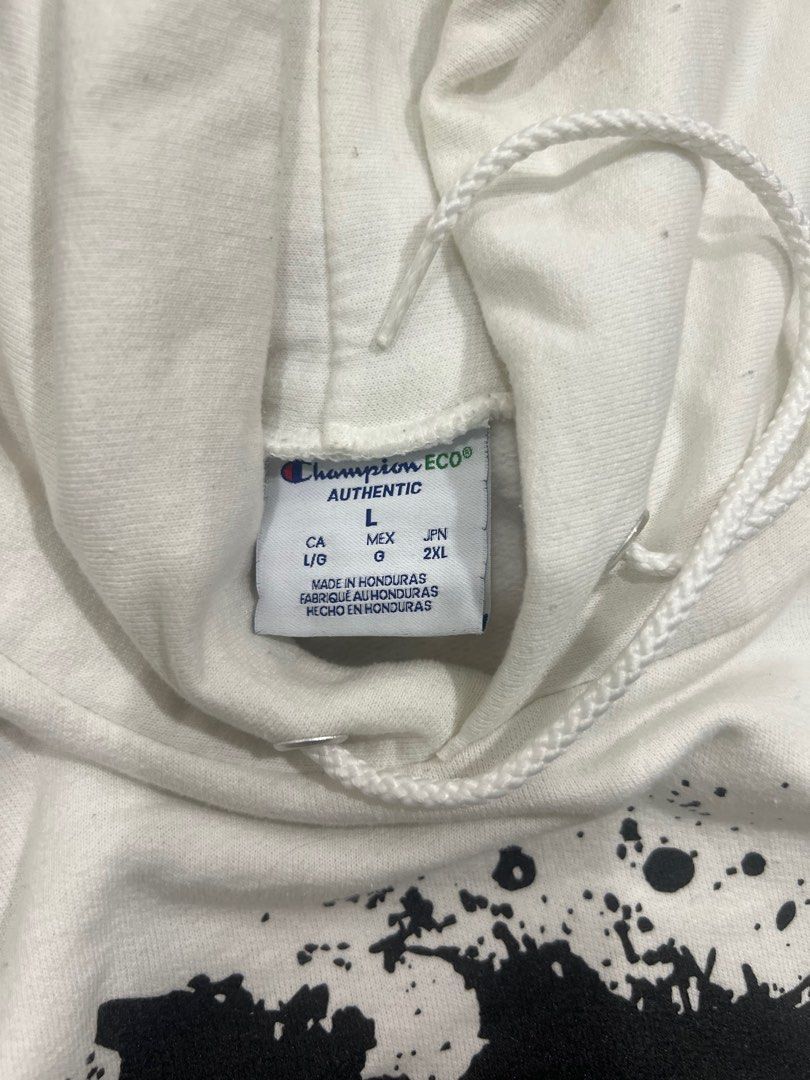 Champion ECO®
AUTHENTIC
L
CA MEX JPN
L/G G 2XL
MADE IN HONDURAS
FABRIQUÉ AU HONDURAS
HECHO EN HONDURAS